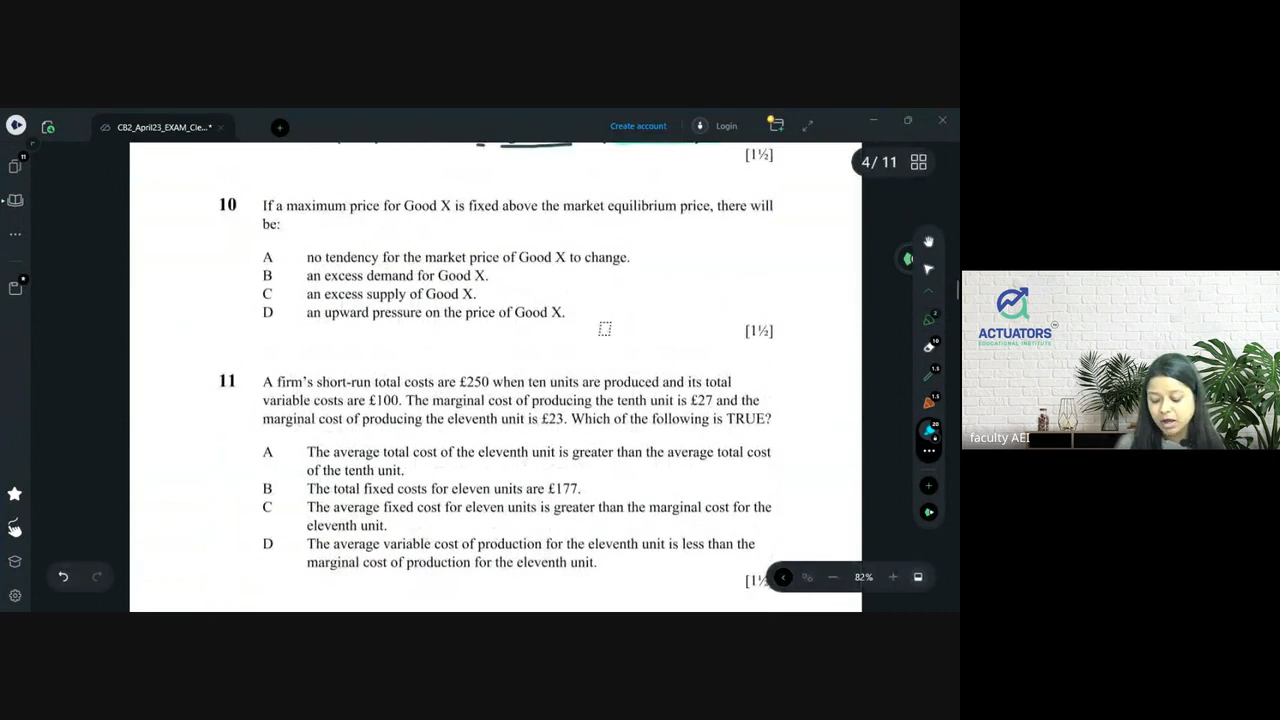 CB2_April23_EXAM_Cle...*
Create account
Login
[1½]
4 / 11
10 If a maximum price for Good X is fixed above the market equilibrium price, there will
be:
A no tendency for the market price of Good X to change.
B an excess demand for Good X.
C an excess supply of Good X.
D an upward pressure on the price of Good X.
[1½]
11 A firm's short-run total costs are £250 when ten units are produced and its total
variable costs are £100. The marginal cost of producing the tenth unit is £27 and the
marginal cost of producing the eleventh unit is £23. Which of the following is TRUE?
A The average total cost of the eleventh unit is greater than the average total cost
of the tenth unit.
B The total fixed costs for eleven units are £177.
C The average fixed cost for eleven units is greater than the marginal cost for the
eleventh unit.
D The average variable cost of production for the eleventh unit is less than the
marginal cost of production for the eleventh unit.
[1½
82%
ACTUATORS
EDUCATIONAL INSTITUTE
faculty AEI